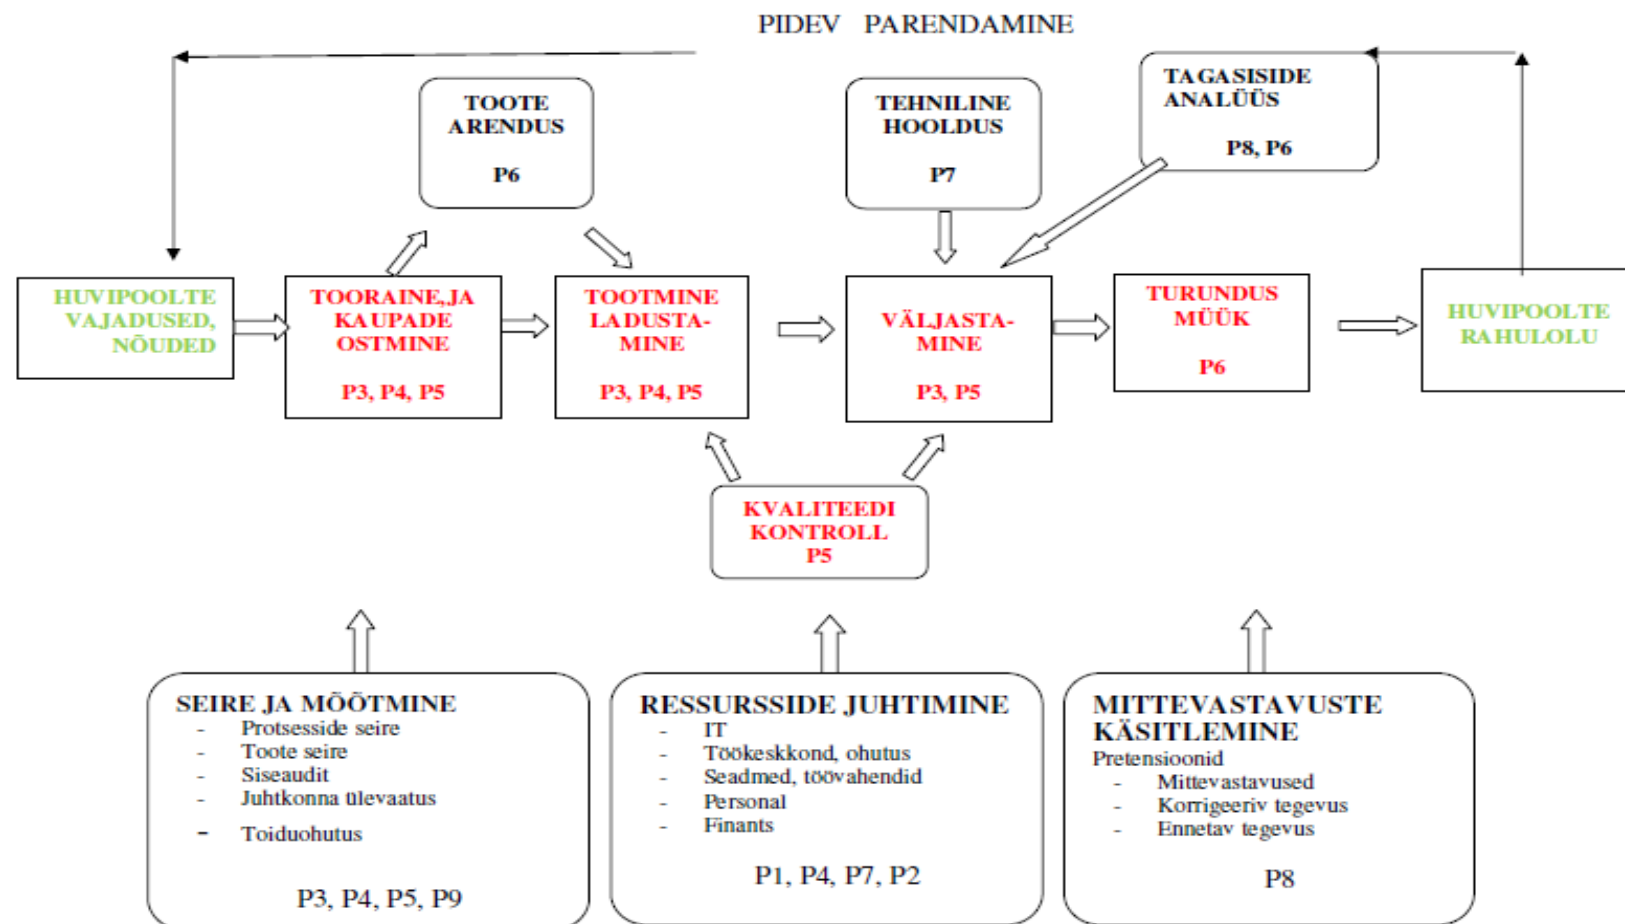 PIDEV PARENDAMINE
TOOTE
ARENDUS
P6
TEHNILINE
HOOLDUS
P7
TAGASISIDE
ANALÜÜS
P8, P6
HUVIPOOLTE
VAJADUSED,
NÕUDED
TOORAINE,JA
KAUPADE
OSTMINE
P3, P4, P5
TOOTMINE
LADUSTA-
MINE
P3, P4, P5
VÄLJASTA-
MINE
P3, P5
TURUNDUS
MÜÜK
P6
HUVIPOOLTE
RAHULOLU
KVALITEEDI
KONTROLL
P5
SEIRE JA MÕÕTMINE
- Protsesside seire
- Toote seire
- Siseaudit
- Juhtkonna ülevaatus
- Toiduohutus
P3, P4, P5, P9
RESSURSSIDE JUHTIMINE
- IT
- Töökeskkond, ohutus
- Seadmed, töövahendid
- Personal
- Finants
P1, P4, P7, P2
MITTEVASTAVUSTE
KÄSITLEMINE
Pretensioonid
- Mittevastavused
- Korrigeeriv tegevus
- Ennetav tegevus
P8